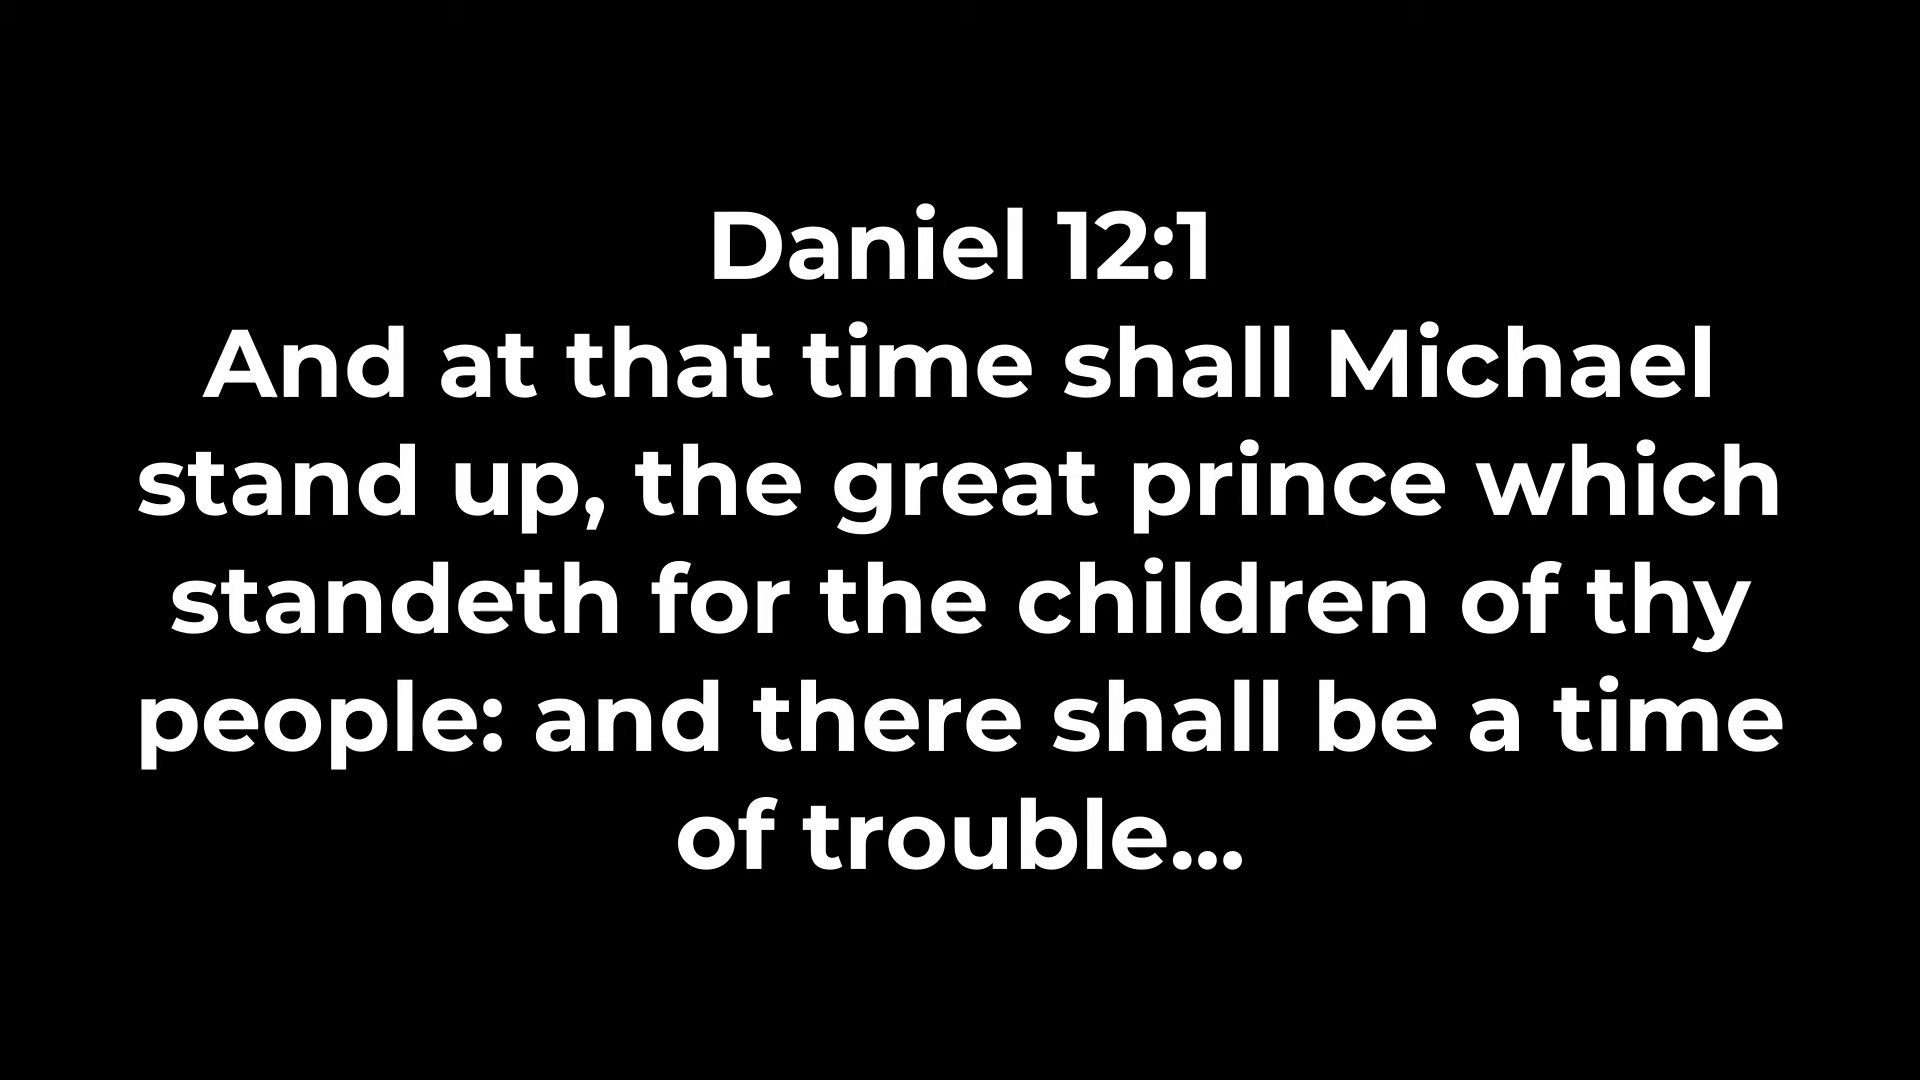 Daniel 12:1
And at that time shall Michael
stand up, the great prince which
standeth for the children of thy
people: and there shall be a time
of trouble...